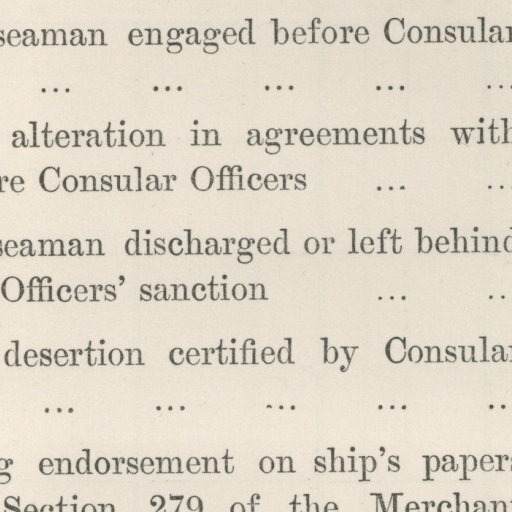 seaman engaged before Consular
... ... ... ... ...
alteration in agreements with
re Consular Officers ... ...
seaman discharged or left behind
Officers' sanction ... ...
desertion certified by Consular
... ... ... ... ...
g endorsement on ship's papers
Section 279 of the Merchant